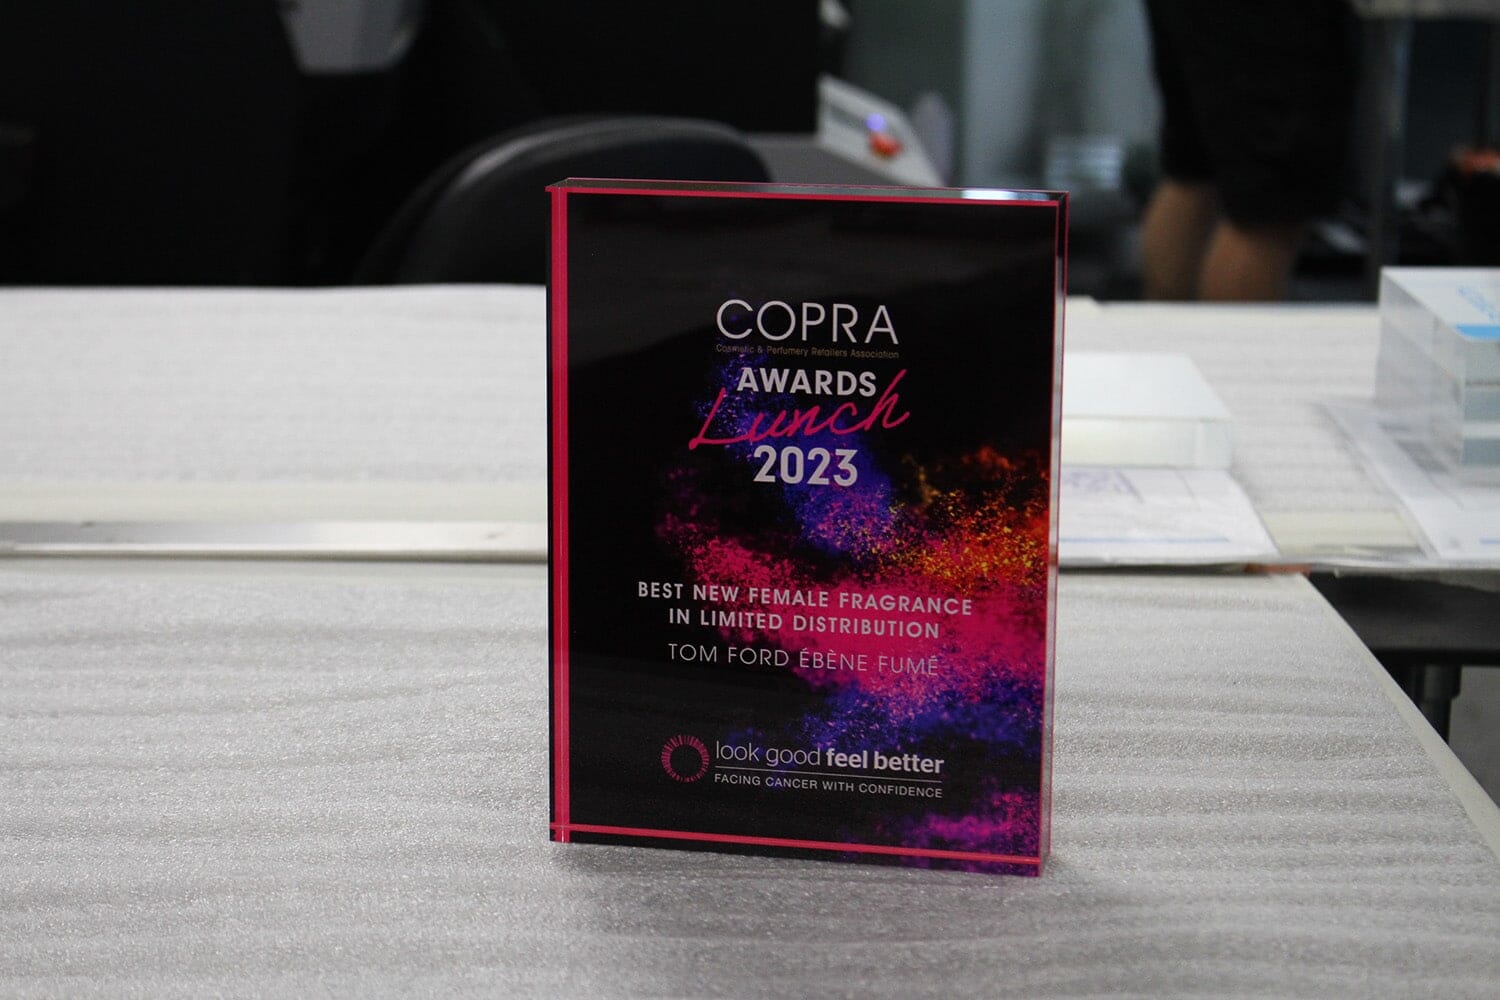 COPRA
Cosmetic & Perfumery Retailers Association
AWARDS
Lunch
2023
BEST NEW FEMALE FRAGRANCE
IN LIMITED DISTRIBUTION
TOM FORD ÉBÈNE FUMÉ
look good feel better
FACING CANCER WITH CONFIDENCE